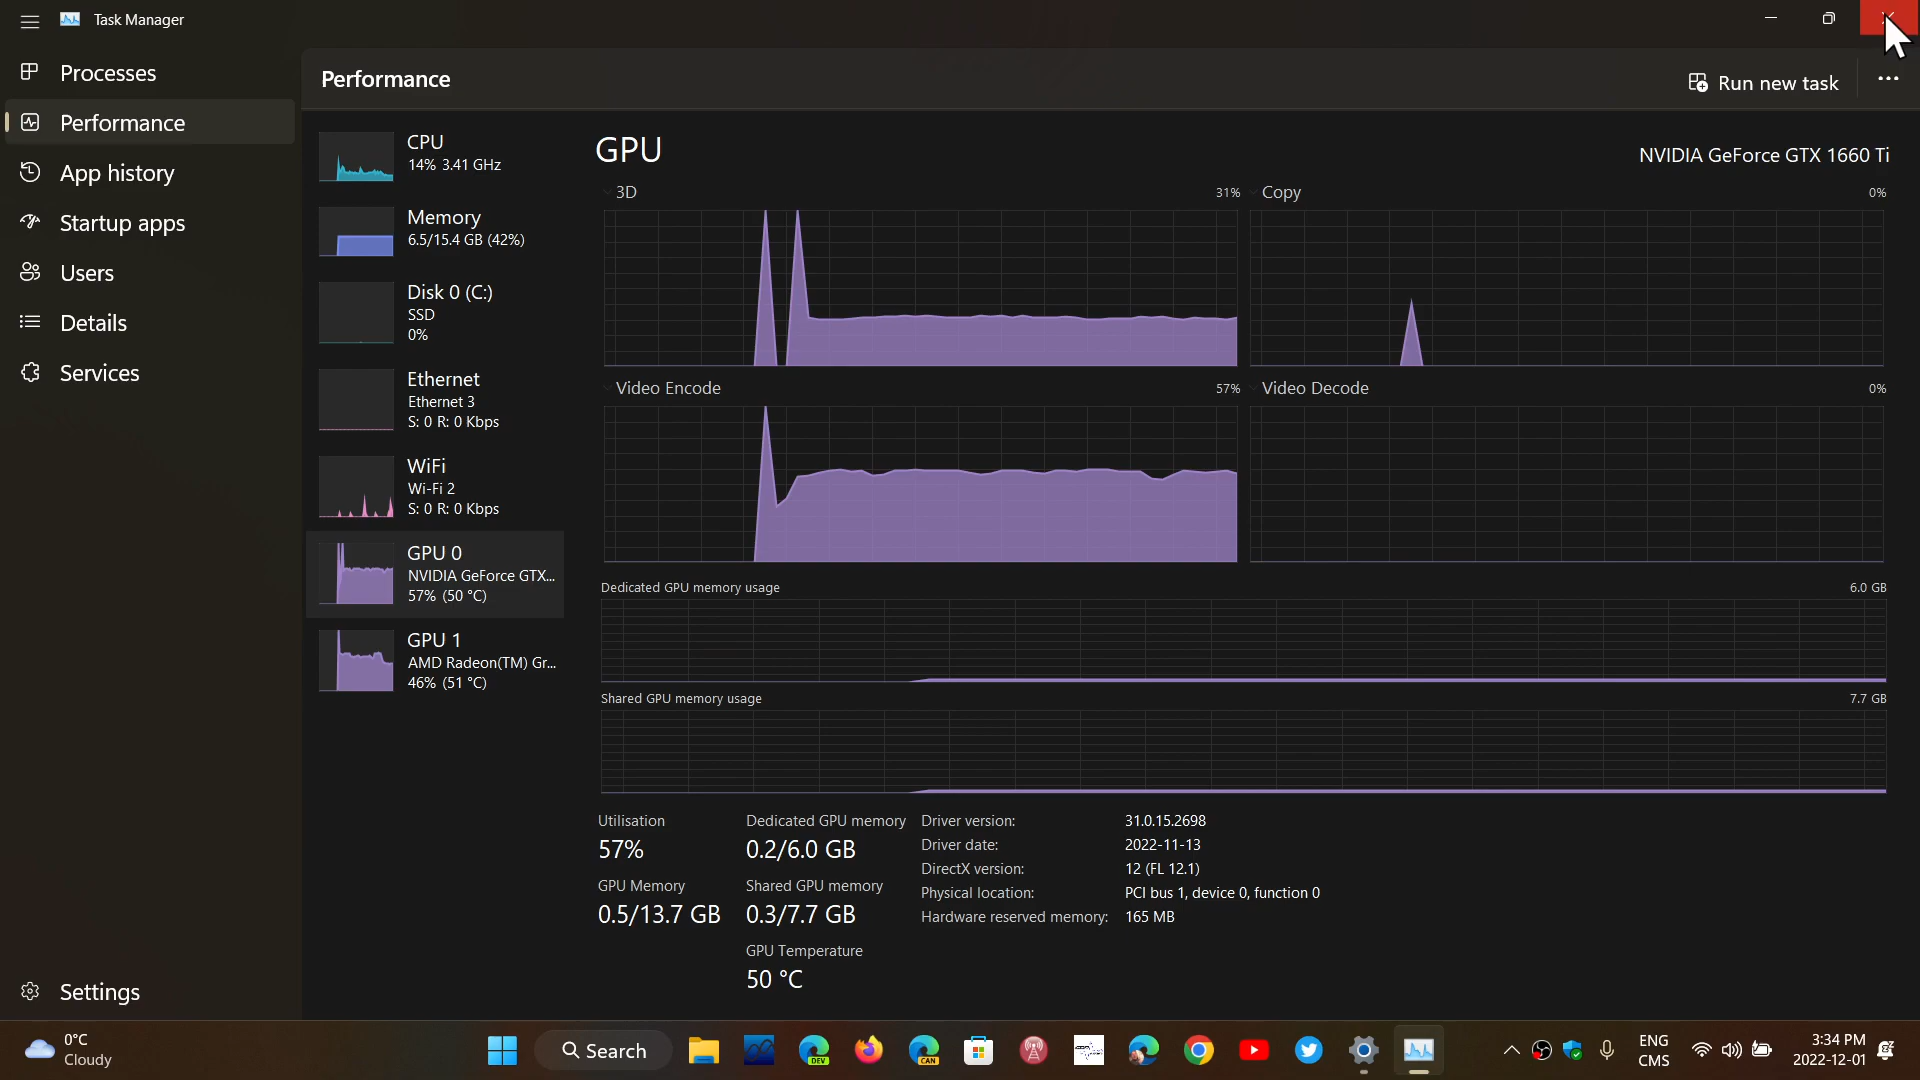 Task Manager
Processes
Performance
App history
Startup apps
Users
Details
Services
Settings
Performance
Run new task
CPU
14% 3.41 GHz
Memory
6.5/15.4 GB (42%)
Disk 0 (C:)
SSD
0%
Ethernet
Ethernet 3
S: 0 R: 0 Kbps
WiFi
Wi-Fi 2
S: 0 R: 0 Kbps
GPU 0
NVIDIA GeForce GTX...
57% (50 °C)
GPU 1
AMD Radeon(TM) Gr...
46% (51 °C)
GPU
NVIDIA GeForce GTX 1660 Ti
3D 31%
Copy 0%
Video Encode 57%
Video Decode 0%
Dedicated GPU memory usage 6.0 GB
Shared GPU memory usage 7.7 GB
Utilisation
57%
GPU Memory
0.5/13.7 GB
Dedicated GPU memory
0.2/6.0 GB
Shared GPU memory
0.3/7.7 GB
GPU Temperature
50 °C
Driver version: 31.0.15.2698
Driver date: 2022-11-13
DirectX version: 12 (FL 12.1)
Physical location: PCI bus 1, device 0, function 0
Hardware reserved memory: 165 MB
0°C
Cloudy
Search
DEV
CAN
ENG
CMS
3:34 PM
2022-12-01